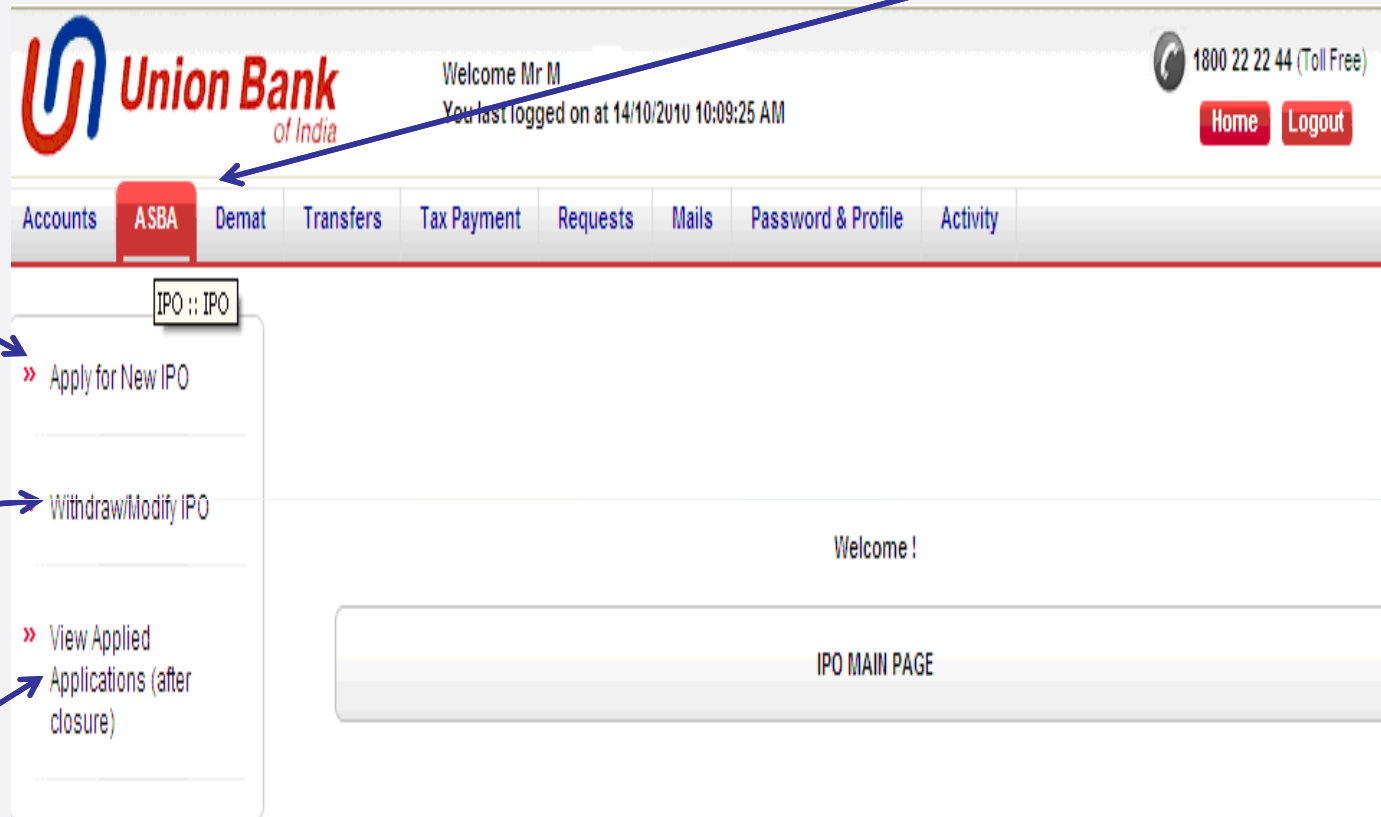 Union Bank
of India
Welcome Mr M
You last logged on at 14/10/2010 10:09:25 AM
1800 22 22 44 (Toll Free)
Home Logout
Accounts ASBA Demat Transfers Tax Payment Requests Mails Password & Profile Activity
IPO :: IPO
» Apply for New IPO
Withdraw/Modify IPO
» View Applied
Applications (after
closure)
Welcome !
IPO MAIN PAGE